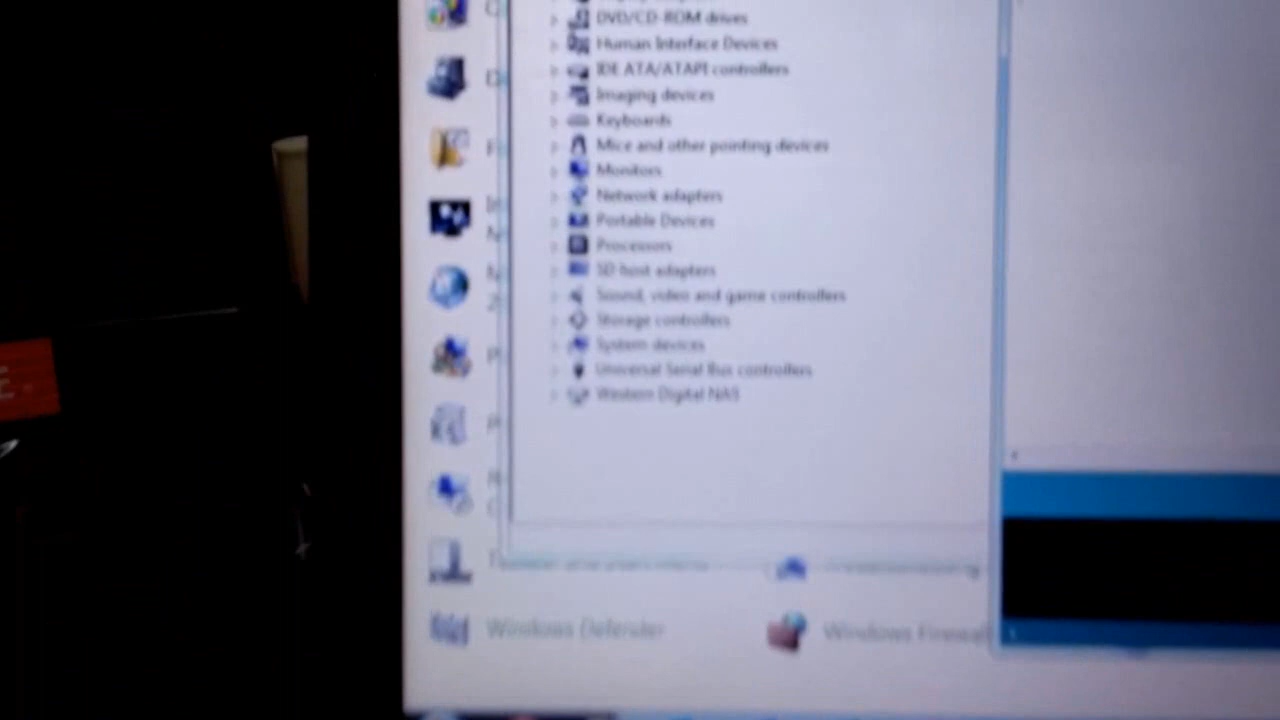 DVD/CD-ROM drives
Human Interface Devices
IDE ATA/ATAPI controllers
Imaging devices
Keyboards
Mice and other pointing devices
Monitors
Network adapters
Portable Devices
Processors
SD host adapters
Sound, video and game controllers
Storage controllers
System devices
Universal Serial Bus controllers
Western Digital NAS
Windows Defender
Windows Firewal
E